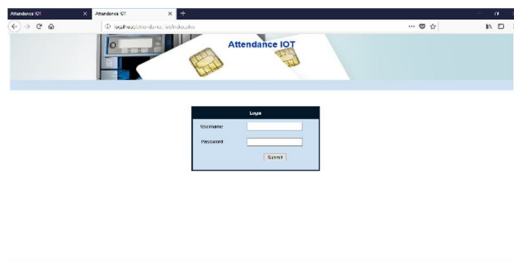 Attendance IOT
Attendance IOT
Attendance IOT
Login
Username
Password
Submit